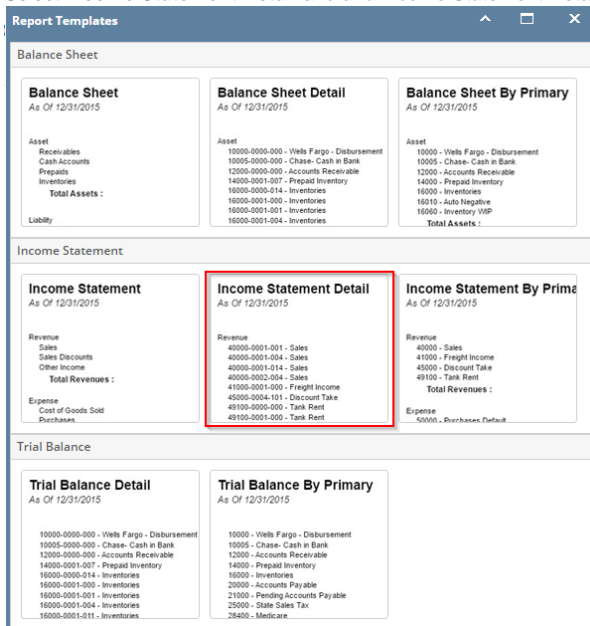 Report Templates
Balance Sheet
Balance Sheet
As Of 12/31/2015
Asset
Receivables
Cash Accounts
Prepaids
Inventories
Total Assets :
Liability
Balance Sheet Detail
As Of 12/31/2015
Asset
10000-0000-000 - Wells Fargo - Disbursement
10005-0000-000 - Chase- Cash in Bank
12000-0000-000 - Accounts Receivable
14000-0001-007 - Prepaid Inventory
16000-0000-014 - Inventories
16000-0001-000 - Inventories
16000-0001-001 - Inventories
16000-0001-004 - Inventories
Balance Sheet By Primary
As Of 12/31/2015
Asset
10000 - Wells Fargo - Disbursement
10005 - Chase- Cash in Bank
12000 - Accounts Receivable
14000 - Prepaid Inventory
16000 - Inventories
16010 - Auto Negative
16060 - Inventory WIP
Total Assets :
Income Statement
Income Statement
As Of 12/31/2015
Revenue
Sales
Sales Discounts
Other Income
Total Revenues :
Expense
Cost of Goods Sold
Purchases
Income Statement Detail
As Of 12/31/2015
Revenue
40000-0001-001 - Sales
40000-0001-004 - Sales
40000-0001-014 - Sales
40000-0002-004 - Sales
41000-0001-000 - Freight Income
45000-0004-101 - Discount Take
49100-0000-000 - Tank Rent
49100-0001-000 - Tank Rent
Income Statement By Prima
As Of 12/31/2015
Revenue
40000 - Sales
41000 - Freight Income
45000 - Discount Take
49100 - Tank Rent
Total Revenues :
Expense
50000 - Purchases Default
Trial Balance
Trial Balance Detail
As Of 12/31/2015
10000-0000-000 - Wells Fargo - Disbursement
10005-0000-000 - Chase- Cash in Bank
12000-0000-000 - Accounts Receivable
14000-0001-007 - Prepaid Inventory
16000-0000-014 - Inventories
16000-0001-000 - Inventories
16000-0001-001 - Inventories
16000-0001-004 - Inventories
16000-0001-011 - Inventories
Trial Balance By Primary
As Of 12/31/2015
10000 - Wells Fargo - Disbursement
10005 - Chase- Cash in Bank
12000 - Accounts Receivable
14000 - Prepaid Inventory
16000 - Inventories
20000 - Accounts Payable
21000 - Pending Accounts Payable
25000 - State Sales Tax
28400 - Medicare